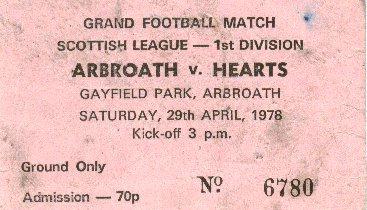 GRAND FOOTBALL MATCH
SCOTTISH LEAGUE — 1st DIVISION
ARBROATH v. HEARTS
GAYFIELD PARK, ARBROATH
SATURDAY, 29th APRIL, 1978
Kick-off 3 p.m.
Ground Only
Admission — 70p Nº 6780